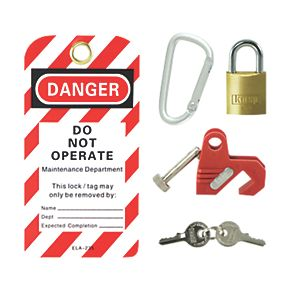 DANGER
DO
NOT
OPERATE
Maintenance Department
This lock / tag may
only be removed by:
Name
Dept
Expected Completion